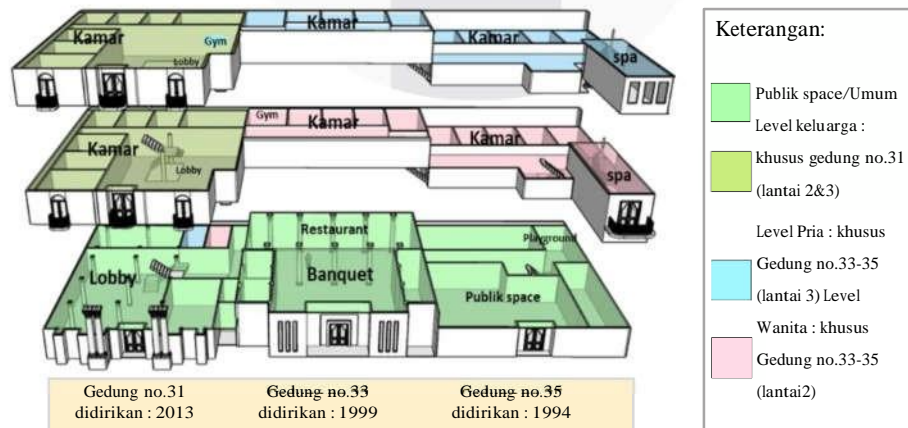 Kamar
Gym
Lobby
Kamar
Kamar
spa
Kamar
Lobby
Gym
Kamar
Kamar
spa
Lobby
Restaurant
Banquet
Playground
Publik space
Gedung no.31
didirikan : 2013
Gedung no.33
didirikan : 1999
Gedung no.35
didirikan : 1994
Keterangan:
Publik space/Umum
Level keluarga :
khusus gedung no.31
(lantai 2&3)
Level Pria : khusus
Gedung no.33-35
(lantai 3) Level
Wanita : khusus
Gedung no.33-35
(lantai2)